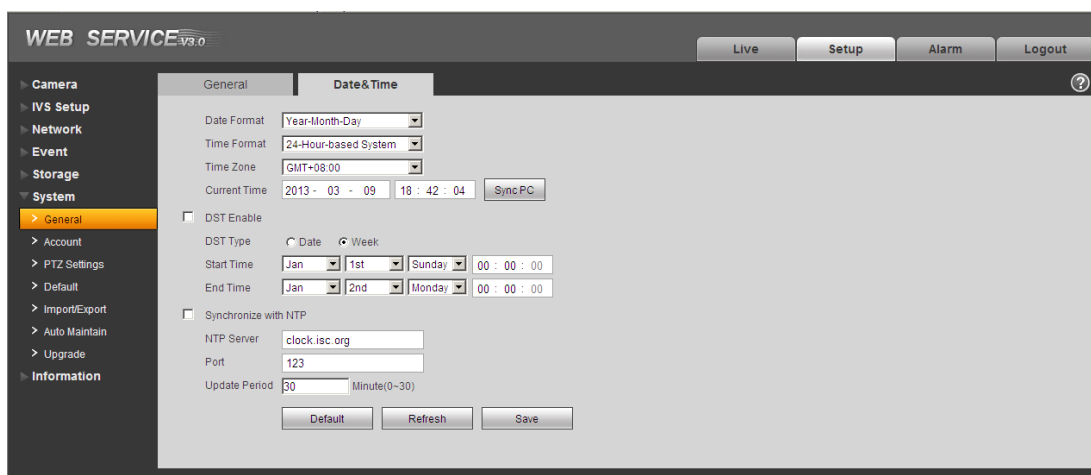 WEB SERVICE V3.0
Live Setup Alarm Logout
Camera
IVS Setup
Network
Event
Storage
System
> General
> Account
> PTZ Settings
> Default
> Import/Export
> Auto Maintain
> Upgrade
Information
General Date&Time
?
Date Format Year-Month-Day
Time Format 24-Hour-based System
Time Zone GMT+08:00
Current Time 2013 - 03 - 09 18 : 42 : 04 Sync PC
DST Enable
DST Type Date Week
Start Time Jan 1st Sunday 00 : 00 : 00
End Time Jan 2nd Monday 00 : 00 : 00
Synchronize with NTP
NTP Server clock.isc.org
Port 123
Update Period 30 Minute(0~30)
Default Refresh Save